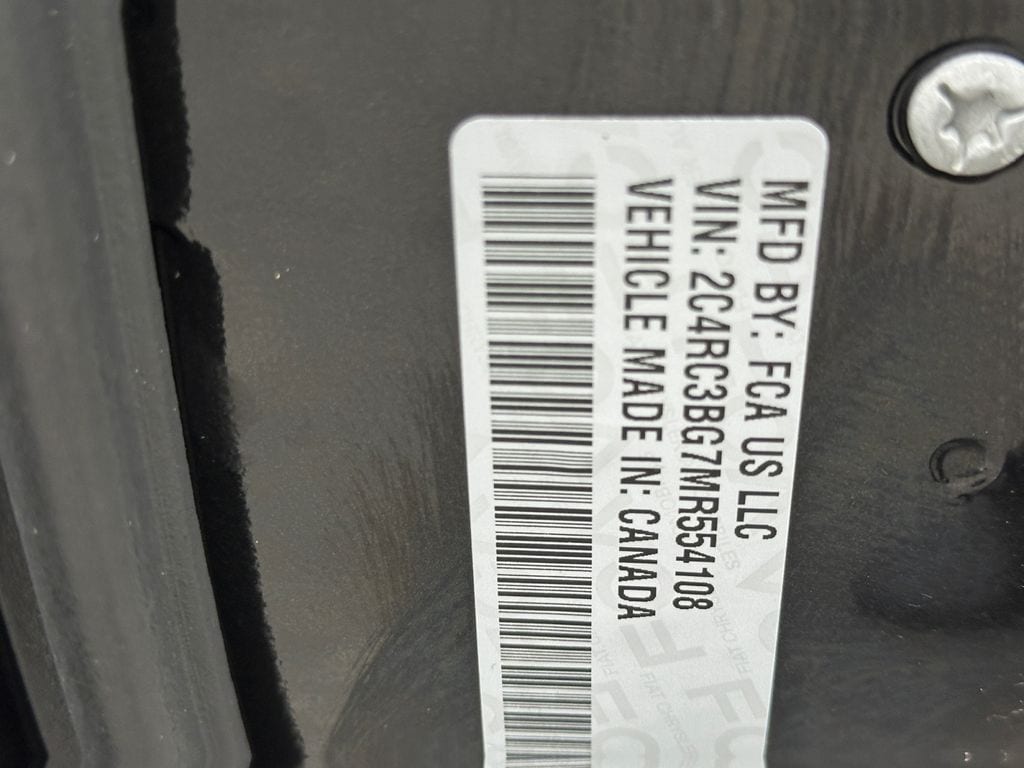 MFD BY: FCA US LLC
VIN: 2C4RC3BG7MR554108
VEHICLE MADE IN: CANADA